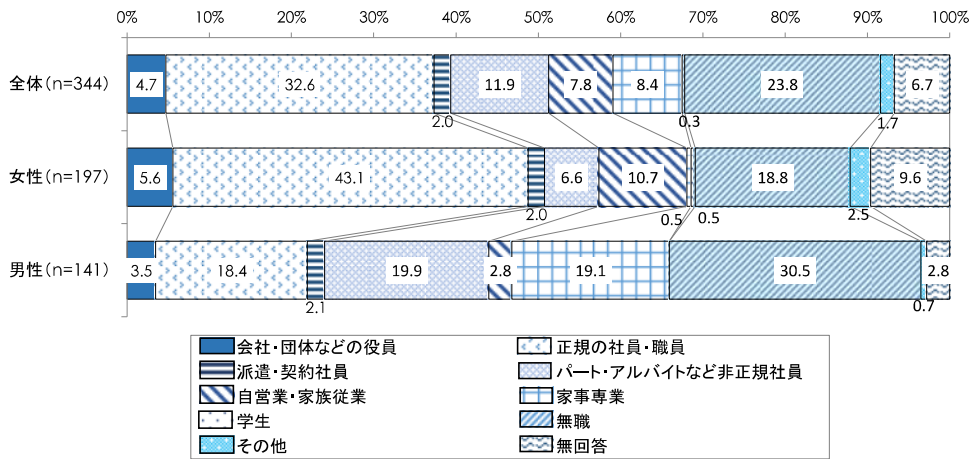 0% 10% 20% 30% 40% 50% 60% 70% 80% 90% 100%
全体(n=344) 4.7 32.6 2.0 11.9 7.8 8.4 0.3 23.8 1.7 6.7
女性(n=197) 5.6 43.1 2.0 6.6 10.7 0.5 0.5 18.8 2.5 9.6
男性(n=141) 3.5 18.4 2.1 19.9 2.8 19.1 30.5 0.7 2.8
会社・団体などの役員 正規の社員・職員
派遣・契約社員 パート・アルバイトなど非正規社員
自営業・家族従業 家事専業
学生 無職
その他 無回答